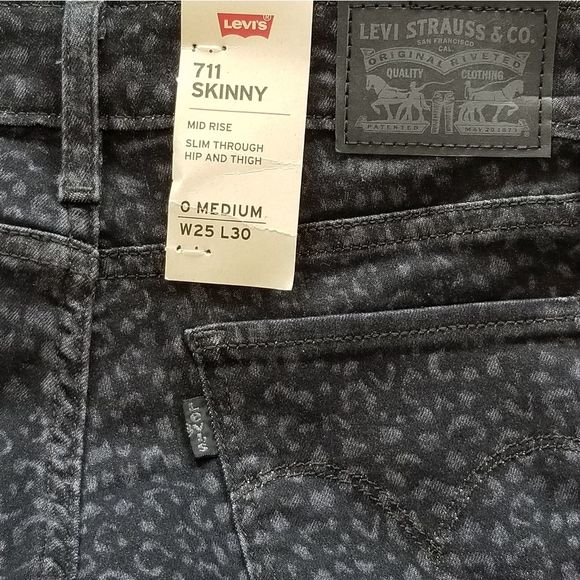 Levi's
711
SKINNY
MID RISE
SLIM THROUGH
HIP AND THIGH
0 MEDIUM
W25 L30
LEVI STRAUSS & CO.
SAN FRANCISCO
CAL
ORIGINAL RIVETED
QUALITY CLOTHING
PATENTED MAY 20 1873
LEVI'S